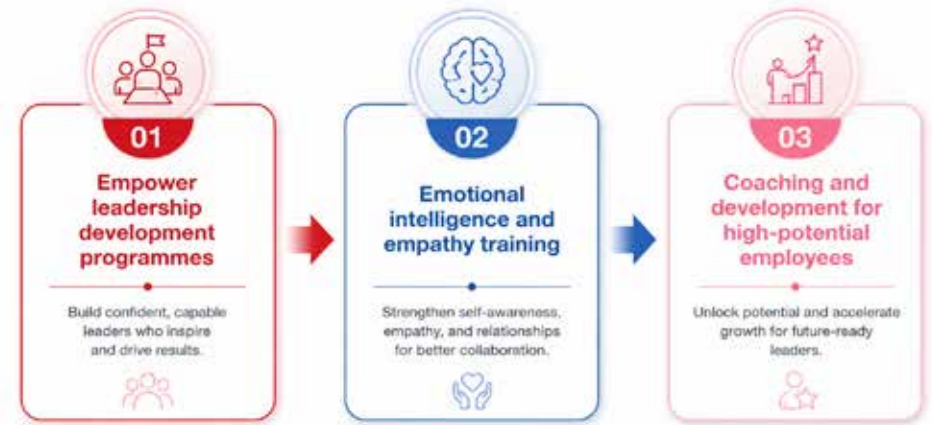 01
Empower
leadership
development
programmes
Build confident, capable
leaders who inspire
and drive results.
02
Emotional
intelligence and
empathy training
Strengthen self-awareness,
empathy, and relationships
for better collaboration.
03
Coaching and
development for
high-potential
employees
Unlock potential and accelerate
growth for future-ready
leaders.